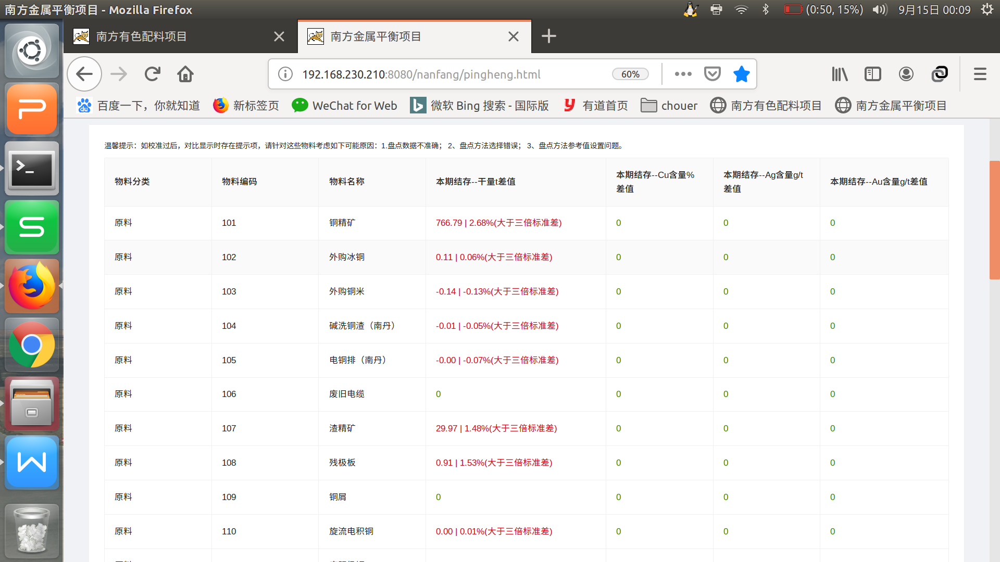 南方金属平衡项目 - Mozilla Firefox
(0:50, 15%)
9月15日 00:09
南方有色配料项目
南方金属平衡项目
192.168.230.210:8080/nanfang/pingheng.html
60%
百度一下，你就知道
新标签页
WeChat for Web
微软 Bing 搜索 - 国际版
有道首页
chouer
南方有色配料项目
南方金属平衡项目
温馨提示：如校准过后，对比显示时存在提示项，请针对这些物料考虑如下可能原因：1.盘点数据不准确； 2、盘点方法选择错误； 3、盘点方法参考值设置问题。
物料分类 物料编码 物料名称 本期结存--干量t差值 本期结存--Cu含量%差值 本期结存--Ag含量g/t差值 本期结存--Au含量g/t差值
原料 101 铜精矿 766.79 | 2.68%(大于三倍标准差) 0 0 0
原料 102 外购冰铜 0.11 | 0.06%(大于三倍标准差) 0 0 0
原料 103 外购铜米 -0.14 | -0.13%(大于三倍标准差) 0 0 0
原料 104 碱洗铜渣（南丹） -0.01 | -0.05%(大于三倍标准差) 0 0 0
原料 105 电铜排（南丹） -0.00 | -0.07%(大于三倍标准差) 0 0 0
原料 106 废旧电缆 0 0 0 0
原料 107 渣精矿 29.97 | 1.48%(大于三倍标准差) 0 0 0
原料 108 残极板 0.91 | 1.53%(大于三倍标准差) 0 0 0
原料 109 铜屑 0 0 0 0
原料 110 旋流电积铜 0.00 | 0.01%(大于三倍标准差) 0 0 0